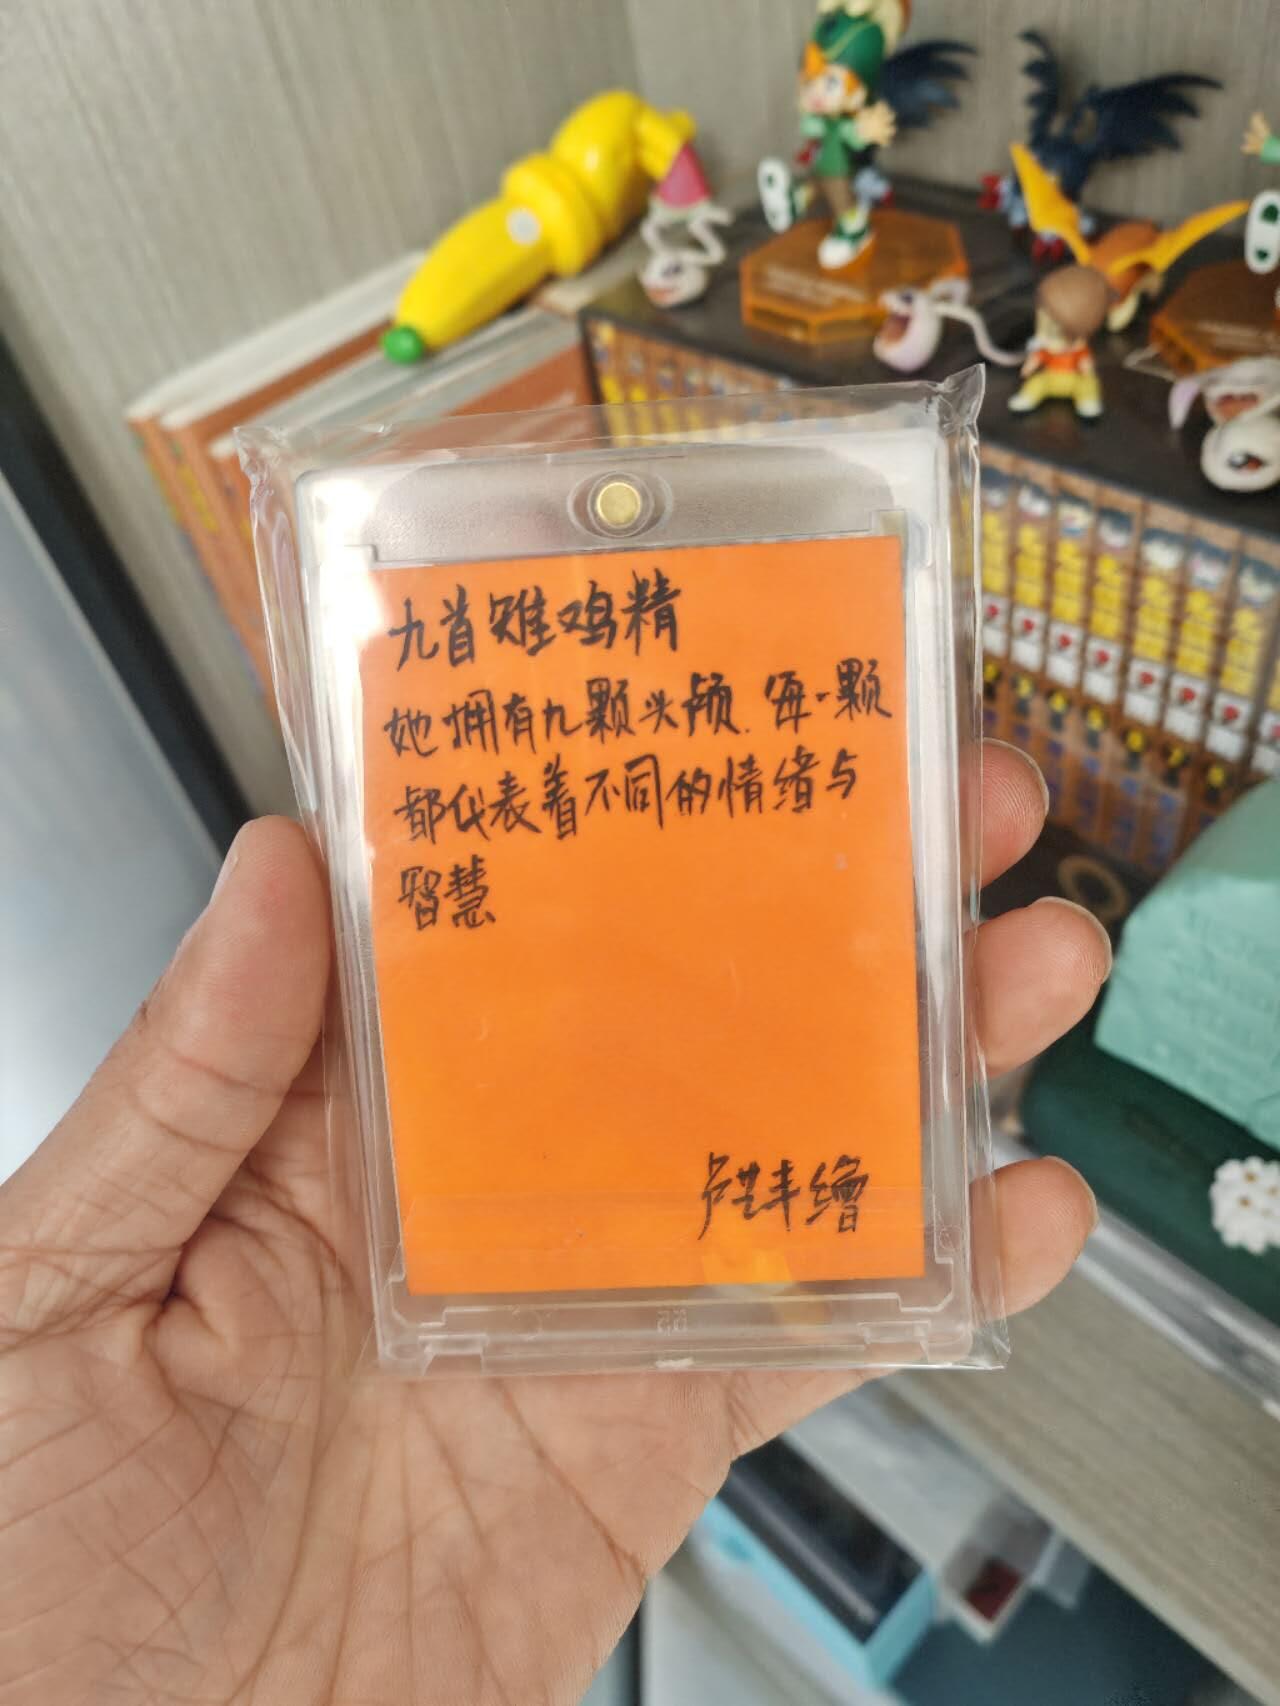 九首雉鸡精
她拥有九颗头颅.每一颗
都代表着不同的情绪与
智慧
卢世丰绘